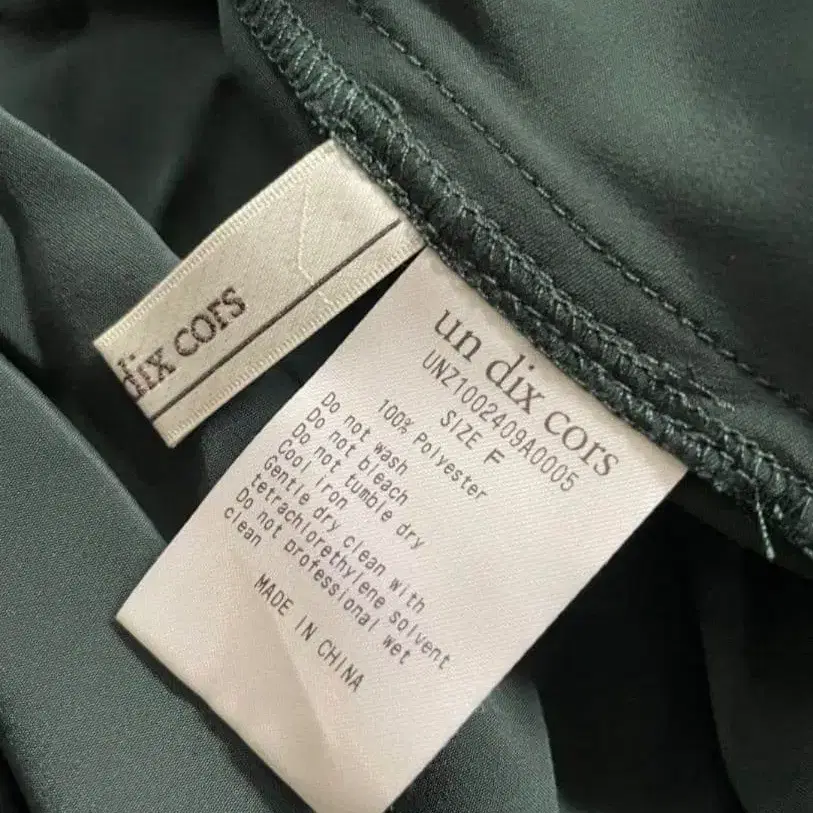 dix cors
un dix cors
UNZ1002409A0005
SIZE F
100% Polyester
Do not wash
Do not bleach
Do not tumble dry
Cool iron
Gentle dry clean with
tetrachlorethylene solvent
Do not professional wet
clean
MADE IN CHINA